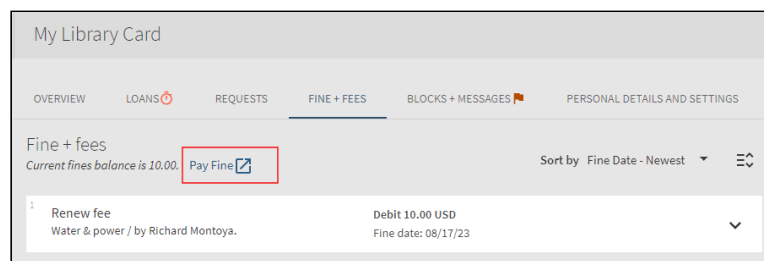 My Library Card
OVERVIEW LOANS REQUESTS FINE + FEES BLOCKS + MESSAGES PERSONAL DETAILS AND SETTINGS
Fine + fees
Current fines balance is 10.00. Pay Fine Sort by Fine Date - Newest
1 Renew fee Debit 10.00 USD
Water & power / by Richard Montoya. Fine date: 08/17/23